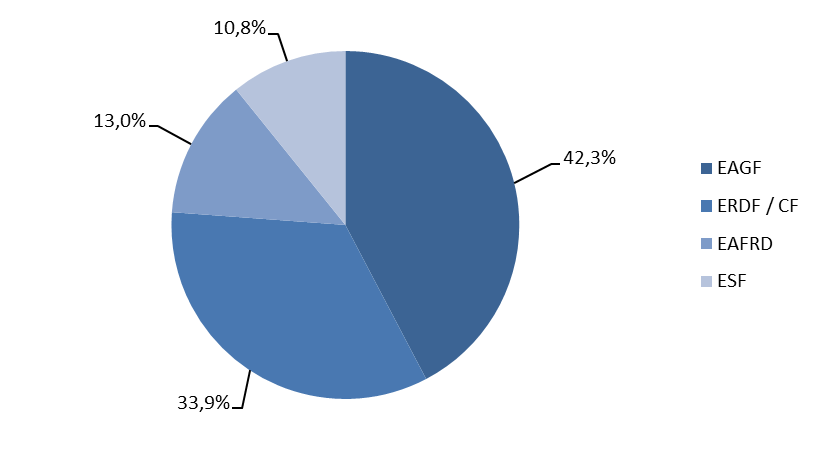 10,8%
13,0%
42,3%
33,9%
EAGF
ERDF / CF
EAFRD
ESF